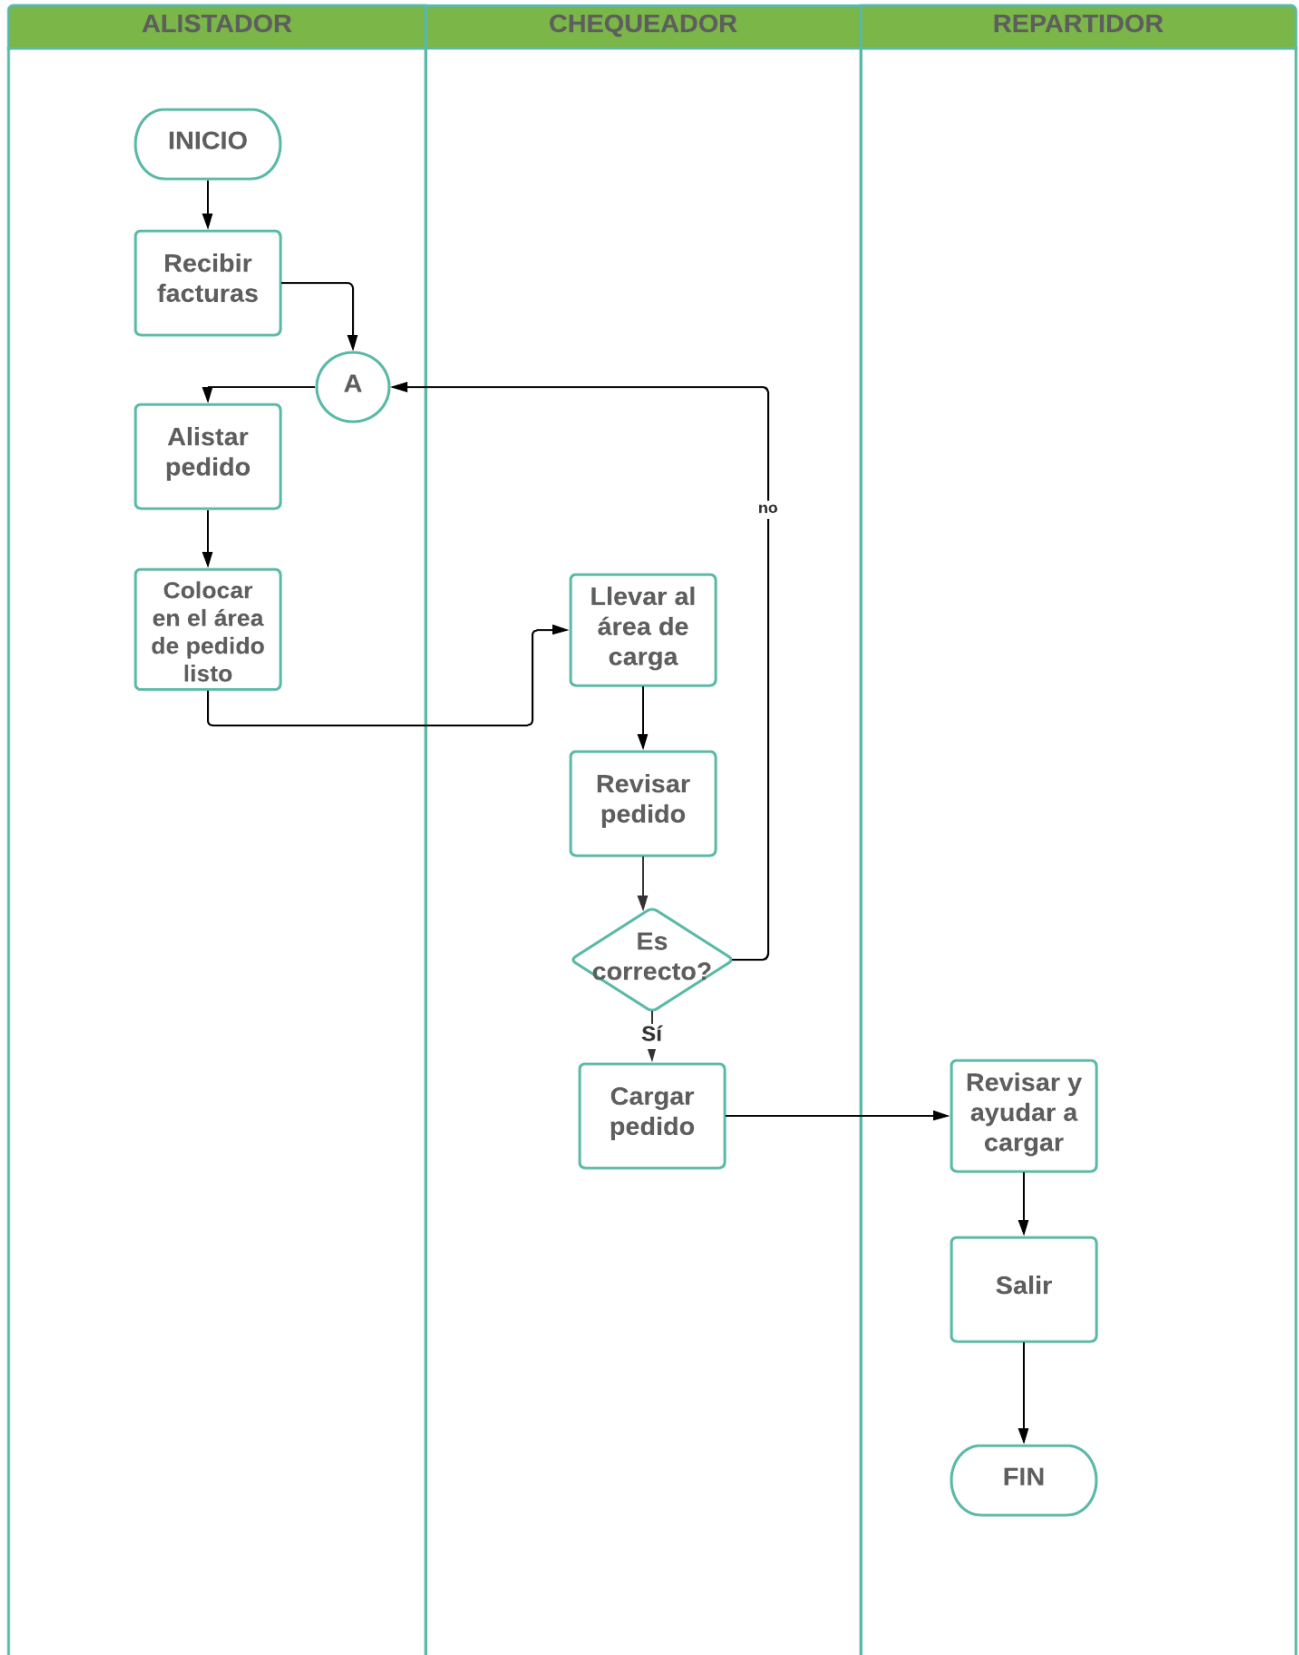 ALISTADOR
CHEQUEADOR
REPARTIDOR
INICIO
Recibir
facturas
A
Alistar
pedido
Colocar
en el área
de pedido
listo
no
Llevar al
área de
carga
Revisar
pedido
Es
correcto?
Sí
Cargar
pedido
Revisar y
ayudar a
cargar
Salir
FIN